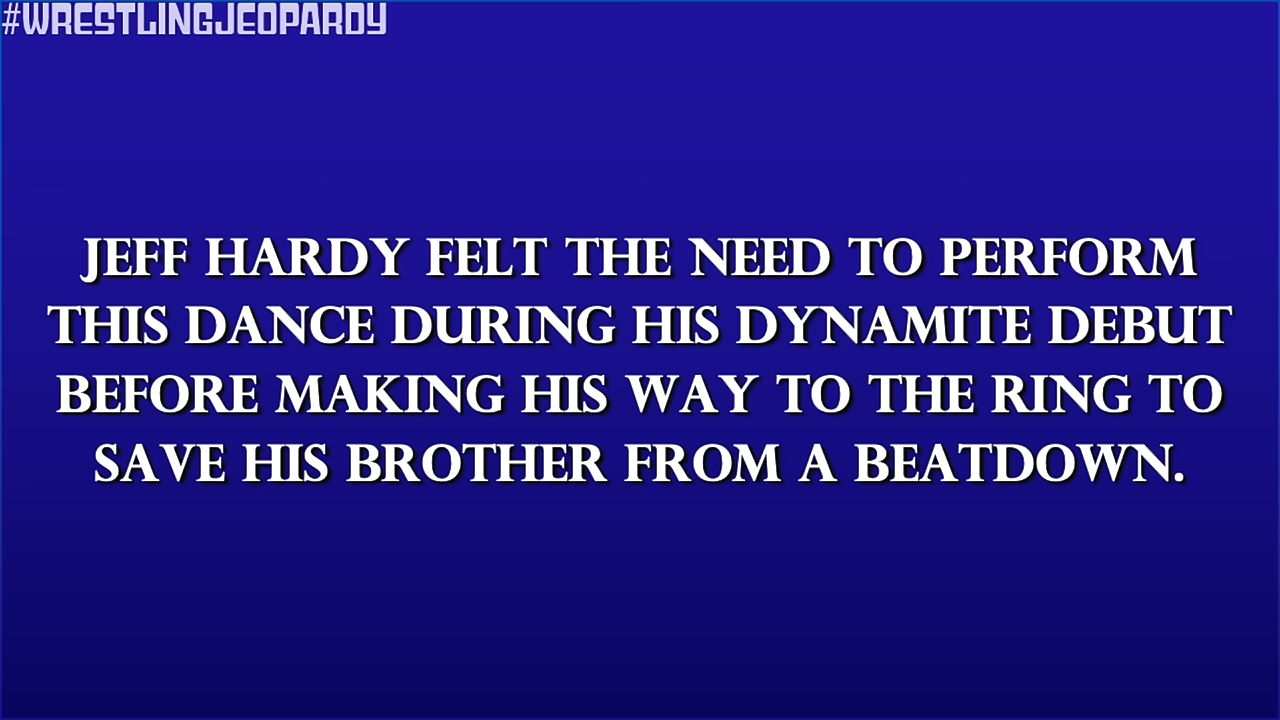 #WRESTLINGJEOPARDY
JEFF HARDY FELT THE NEED TO PERFORM
THIS DANCE DURING HIS DYNAMITE DEBUT
BEFORE MAKING HIS WAY TO THE RING TO
SAVE HIS BROTHER FROM A BEATDOWN.